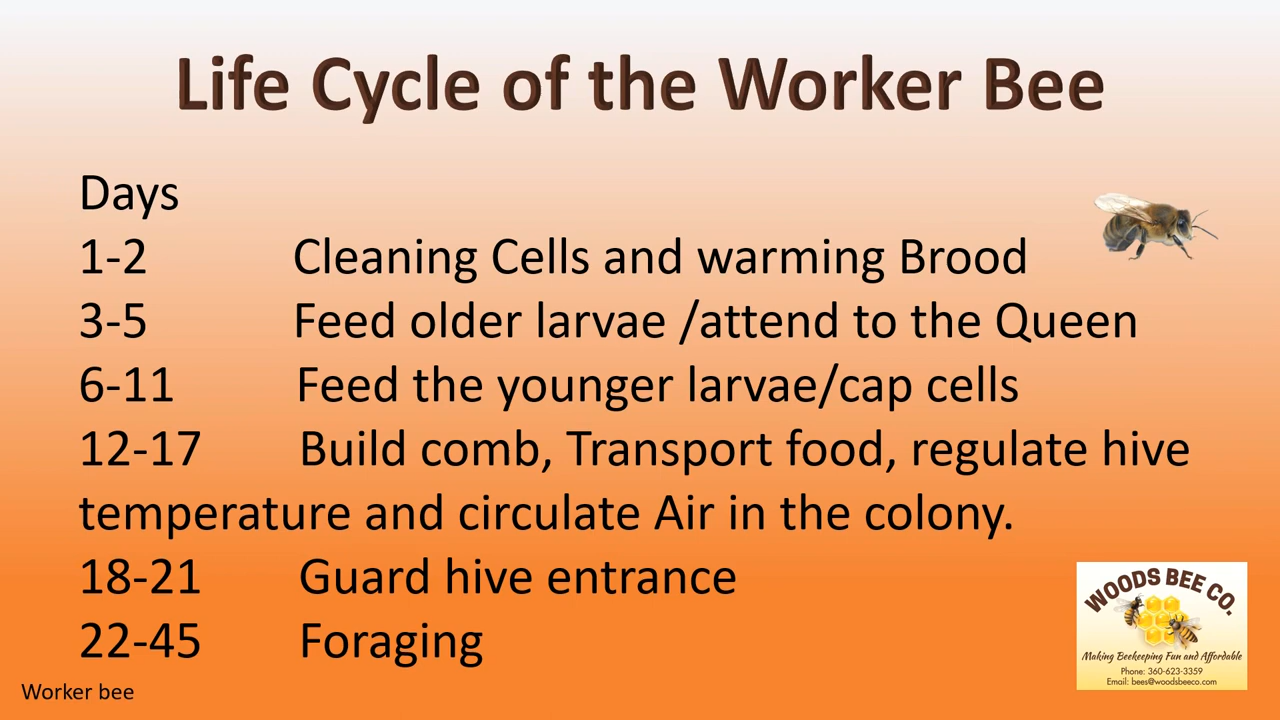 Life Cycle of the Worker Bee
Days
1-2 Cleaning Cells and warming Brood
3-5 Feed older larvae /attend to the Queen
6-11 Feed the younger larvae/cap cells
12-17 Build comb, Transport food, regulate hive
temperature and circulate Air in the colony.
18-21 Guard hive entrance
22-45 Foraging
WOODS BEE CO.
Making Beekeeping Fun and Affordable
Phone: 360-623-3359
Email: bees@woodsbeeco.com
Worker bee